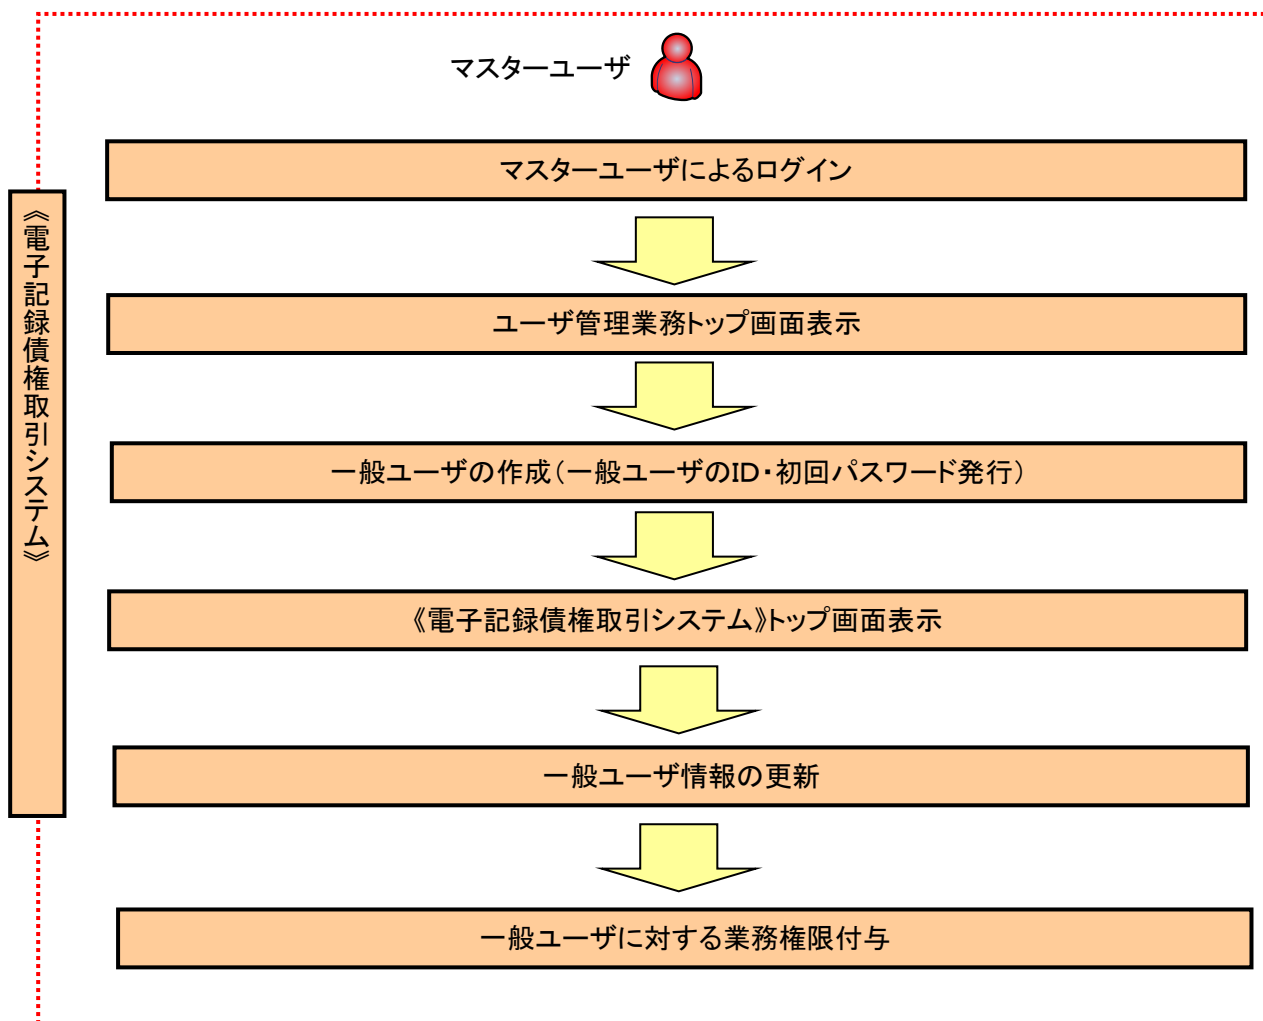 マスターユーザ
マスターユーザによるログイン
《電子記録債権取引システム》
ユーザ管理業務トップ画面表示
一般ユーザの作成(一般ユーザのID・初回パスワード発行)
《電子記録債権取引システム》トップ画面表示
一般ユーザ情報の更新
一般ユーザに対する業務権限付与